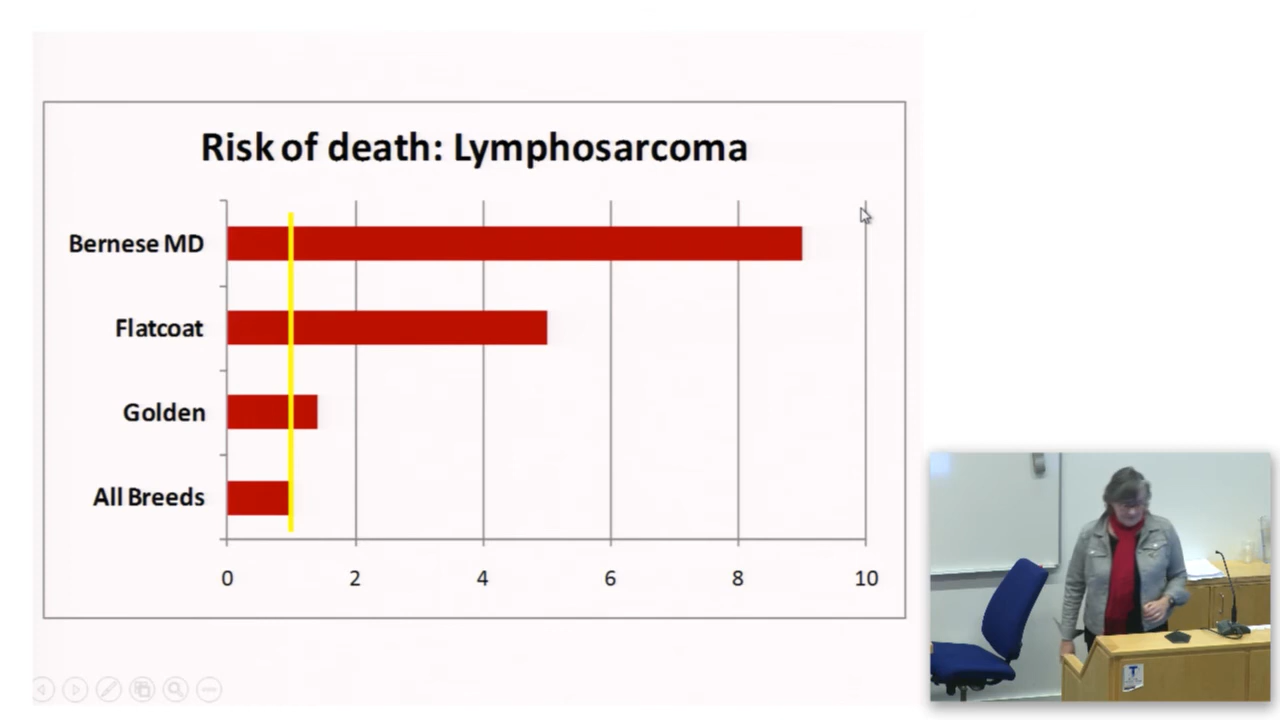 Risk of death: Lymphosarcoma
Bernese MD
Flatcoat
Golden
All Breeds
0 2 4 6 8 10